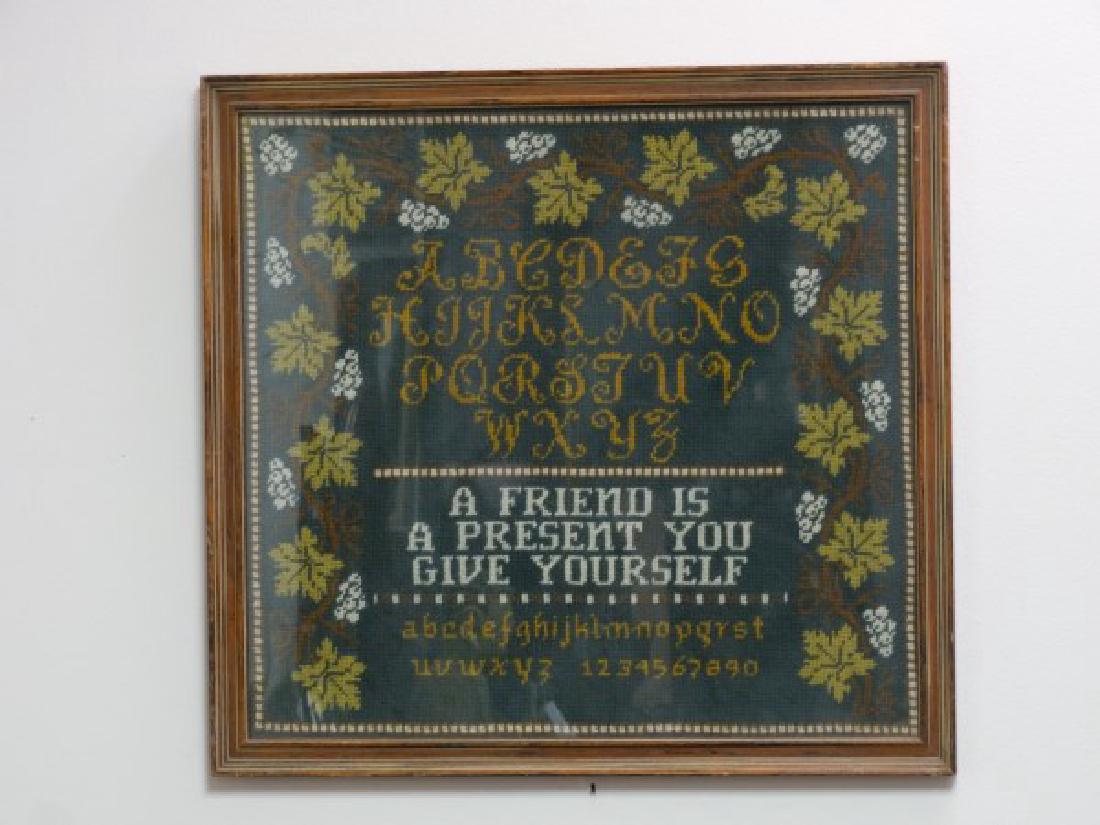 ABCDEFG
HIJKLMNO
PQRSTUV
WXYZ
A FRIEND IS
A PRESENT YOU
GIVE YOURSELF
abcdefghijklmnopqrst
uvwxyz 1234567890